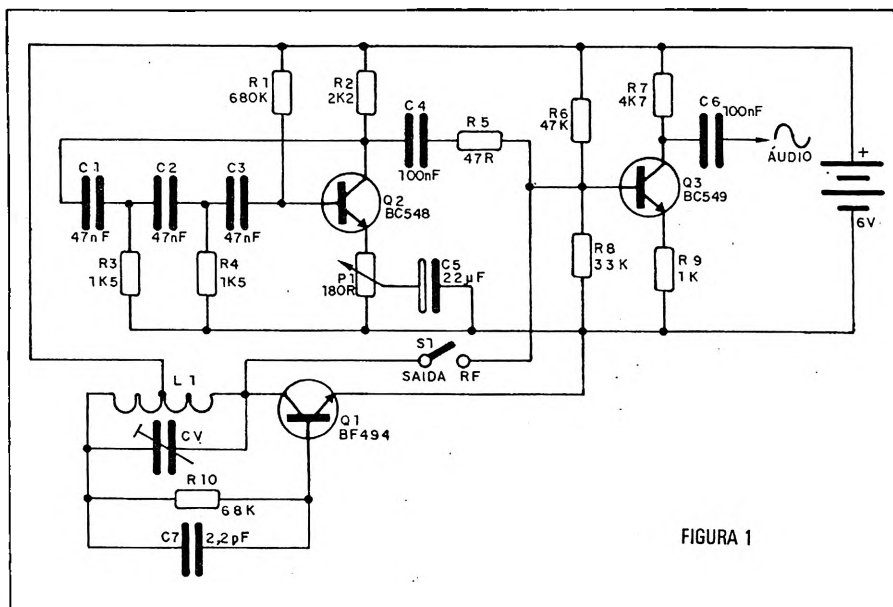 R1
680K
R2
2K2
C4
100nF
R5
47R
R6
47K
R7
4K7
C6
100nF
ÁUDIO
+
6V
C1
47nF
C2
47nF
C3
47nF
Q2
BC548
Q3
BC549
R3
1K5
R4
1K5
P1
180R
C5
22µF
R8
33K
R9
1K
S1
SAIDA RF
L1
CV
Q1
BF494
R10
68K
C7
2,2pF
FIGURA 1